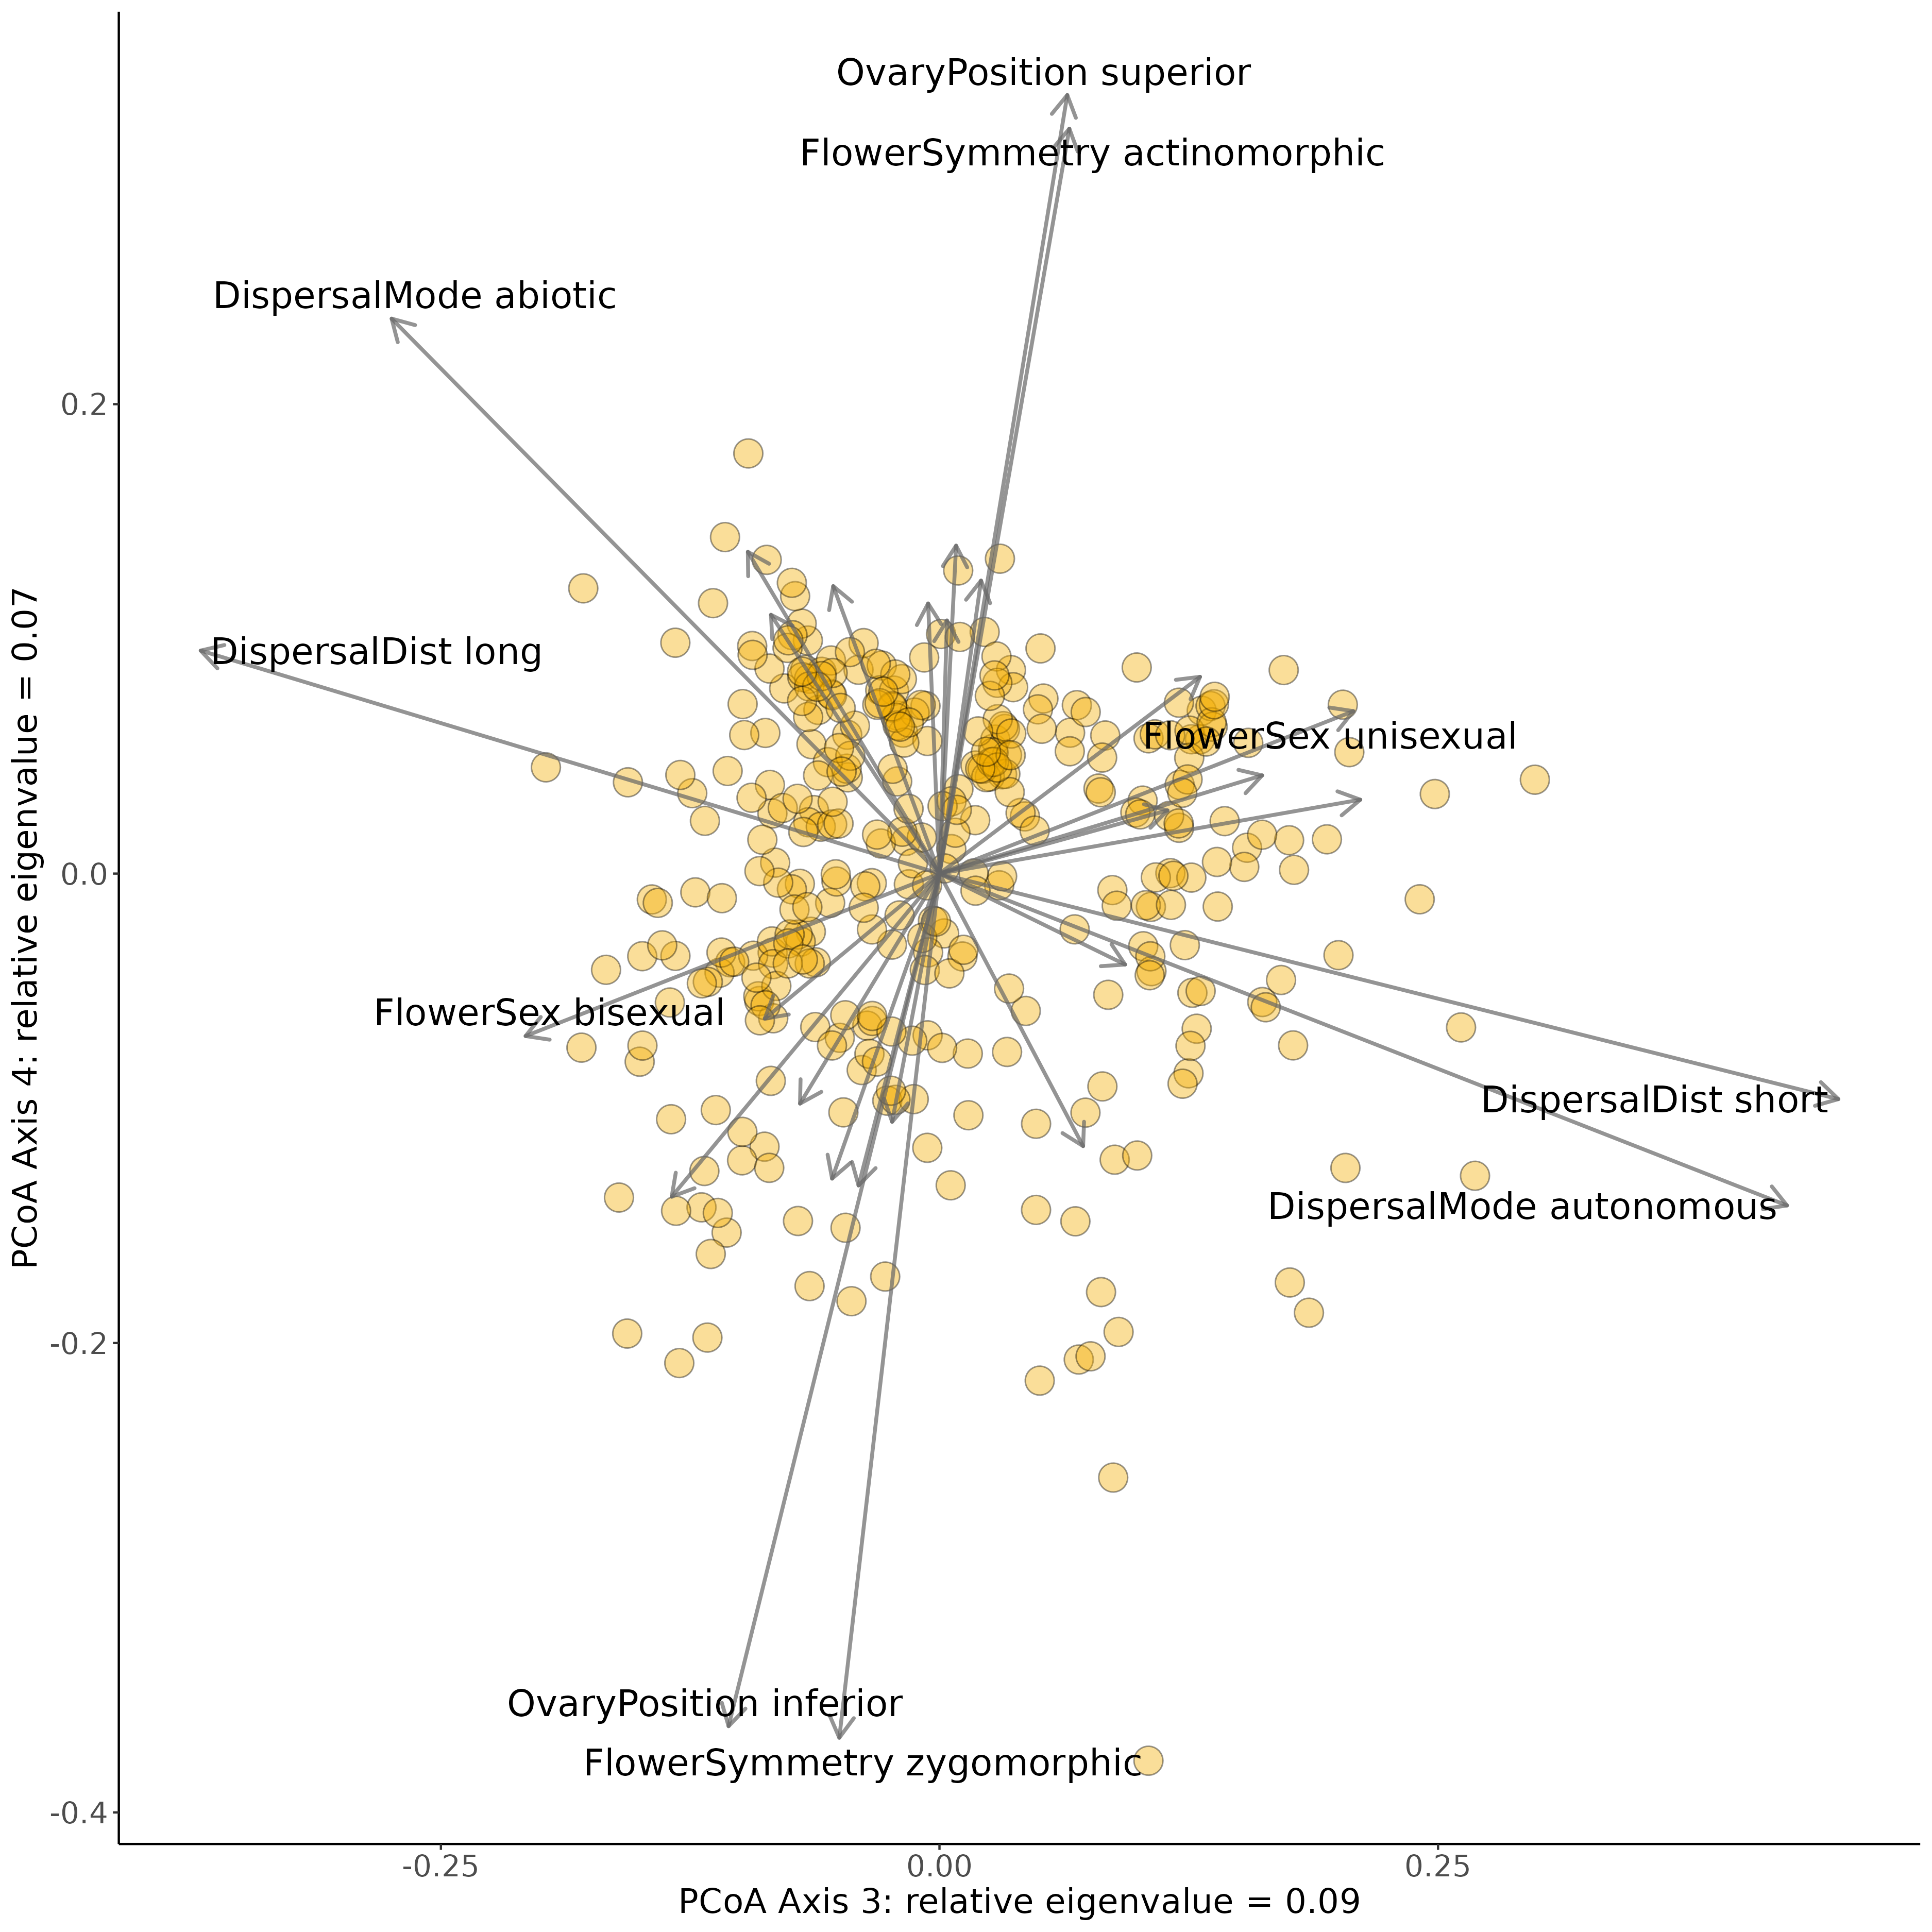 OvaryPosition superior
FlowerSymmetry actinomorphic
DispersalMode abiotic
0.2
DispersalDist long
FlowerSex unisexual
0.0
FlowerSex bisexual
DispersalDist short
DispersalMode autonomous
-0.2
OvaryPosition inferior
FlowerSymmetry zygomorphic
-0.4
-0.25
0.00
0.25
PCoA Axis 3: relative eigenvalue = 0.09
PCoA Axis 4: relative eigenvalue = 0.07